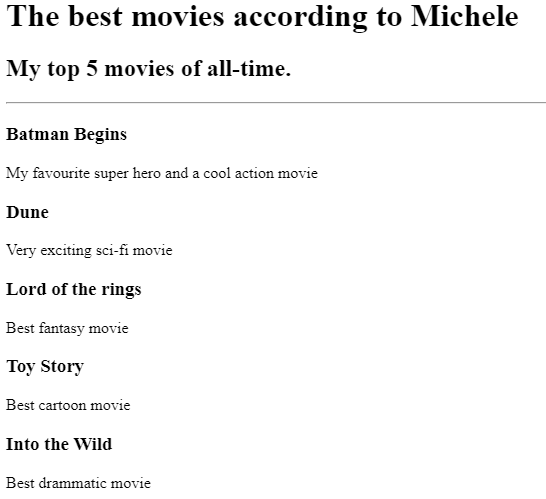 The best movies according to Michele
My top 5 movies of all-time.
Batman Begins
My favourite super hero and a cool action movie
Dune
Very exciting sci-fi movie
Lord of the rings
Best fantasy movie
Toy Story
Best cartoon movie
Into the Wild
Best drammatic movie